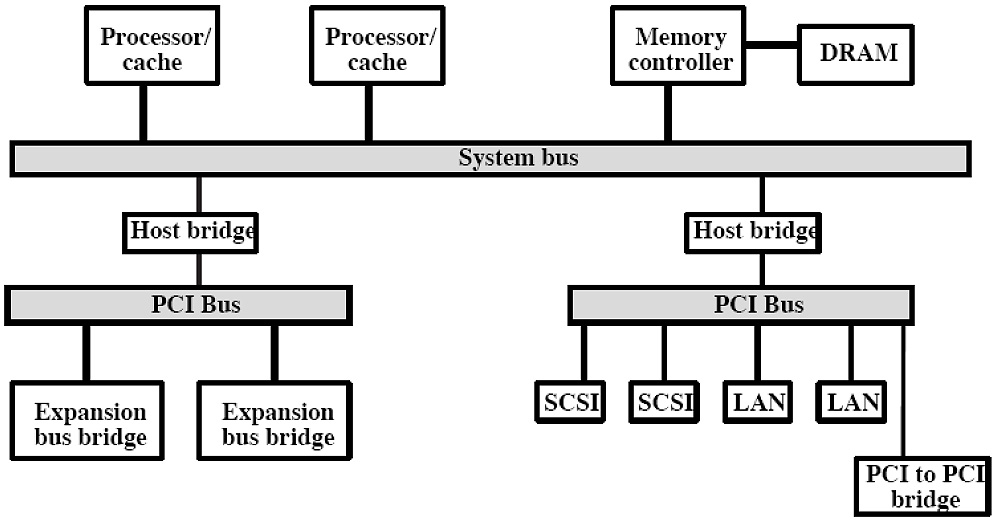 Processor/
cache
Processor/
cache
Memory
controller
DRAM
System bus
Host bridge
Host bridge
PCI Bus
PCI Bus
Expansion
bus bridge
Expansion
bus bridge
SCSI
SCSI
LAN
LAN
PCI to PCI
bridge